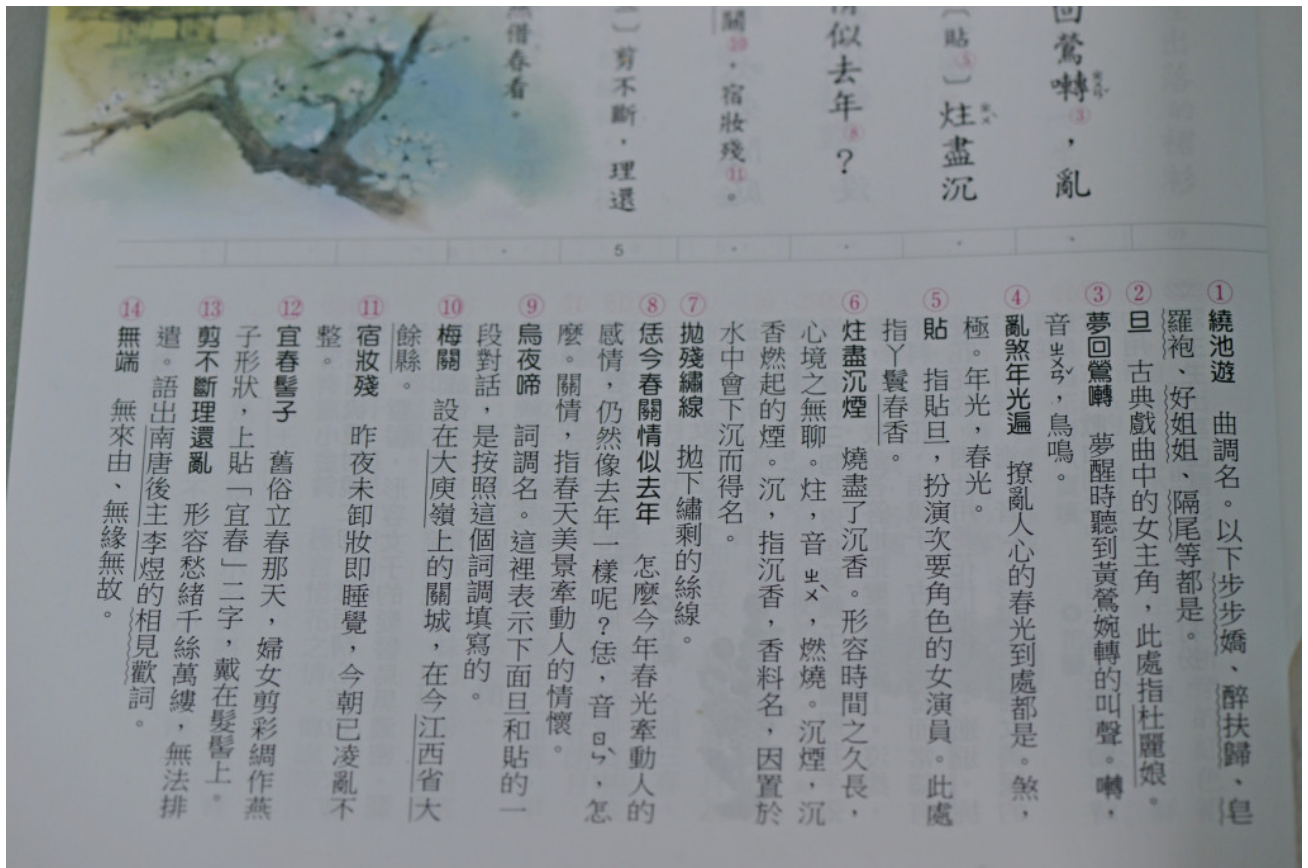 回鶯囀③，亂
〔貼⑤〕炷盡沉
似去年⑧？
關⑩，宿妝殘⑪。
〕剪不斷，理還
借春看。
5
①繞池遊　曲調名。以下步步嬌、醉扶歸、皂
羅袍、好姐姐、隔尾等都是。
②旦　古典戲曲中的女主角，此處指杜麗娘。
③夢回鶯囀　夢醒時聽到黃鶯婉轉的叫聲。囀，
音ㄓㄨㄢˇ，鳥鳴。
④亂煞年光遍　撩亂人心的春光到處都是。煞，
極。年光，春光。
⑤貼　指貼旦，扮演次要角色的女演員。此處
指丫鬟春香。
⑥炷盡沉煙　燒盡了沉香。形容時間之久長，
心境之無聊。炷，音ㄓㄨˋ，燃燒。沉煙，沉
香燃起的煙。沉，指沉香，香料名，因置於
水中會下沉而得名。
⑦拋殘繡線　拋下繡剩的絲線。
⑧恁今春關情似去年　怎麼今年春光牽動人的
感情，仍然像去年一樣呢？恁，音ㄖㄣˋ，怎
麼。關情，指春天美景牽動人的情懷。
⑨烏夜啼　詞調名。這裡表示下面旦和貼的一
段對話，是按照這個詞調填寫的。
⑩梅關　設在大庾嶺上的關城，在今江西省大
餘縣。
⑪宿妝殘　昨夜未卸妝即睡覺，今朝已凌亂不
整。
⑫宜春髻子　舊俗立春那天，婦女剪彩綢作燕
子形狀，上貼「宜春」二字，戴在髮髻上。
⑬剪不斷理還亂　形容愁緒千絲萬縷，無法排
遣。語出南唐後主李煜的相見歡詞。
⑭無端　無來由、無緣無故。